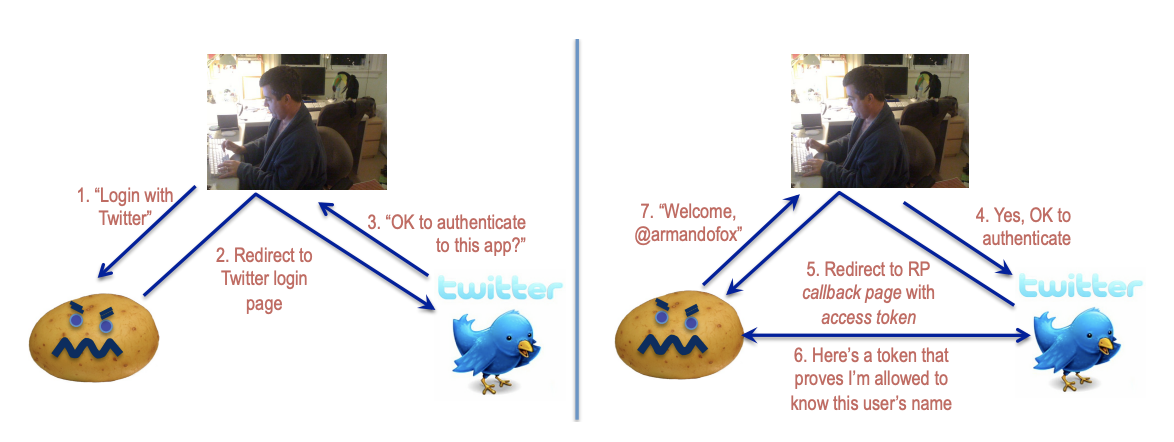 1. “Login with
Twitter”
2. Redirect to
Twitter login
page
3. “OK to authenticate
to this app?”
twitter
7. “Welcome,
@armandofox”
4. Yes, OK to
authenticate
5. Redirect to RP
callback page with
access token
twitter
6. Here’s a token that
proves I’m allowed to
know this user’s name